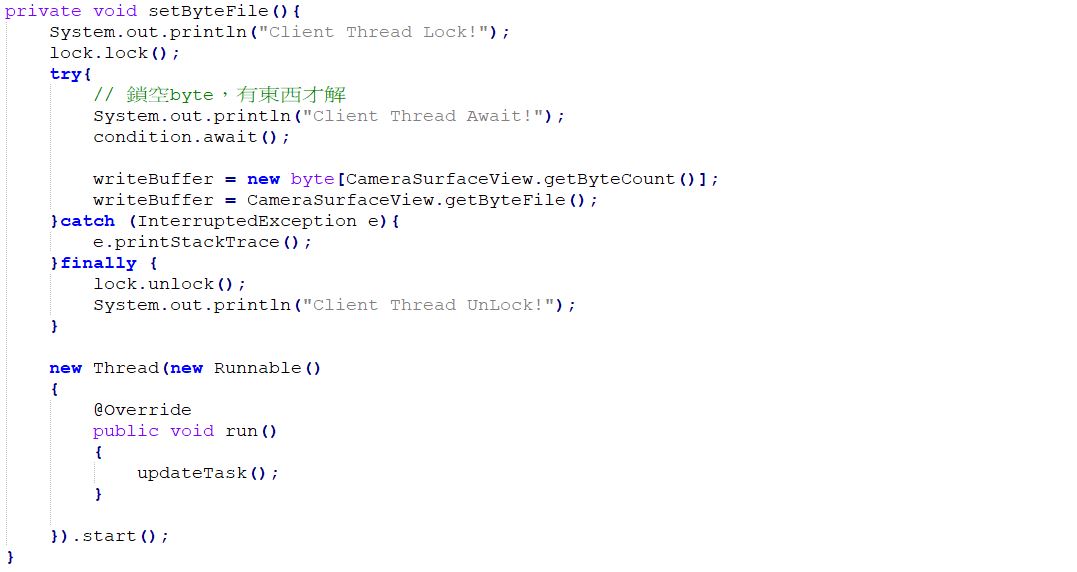 private void setByteFile(){
    System.out.println("Client Thread Lock!");
    lock.lock();
    try{
        // 鎖空byte，有東西才解
        System.out.println("Client Thread Await!");
        condition.await();

        writeBuffer = new byte[CameraSurfaceView.getByteCount()];
        writeBuffer = CameraSurfaceView.getByteFile();
    }catch (InterruptedException e){
        e.printStackTrace();
    }finally {
        lock.unlock();
        System.out.println("Client Thread UnLock!");
    }

    new Thread(new Runnable()
    {
        @Override
        public void run()
        {
            updateTask();
        }

    }).start();
}